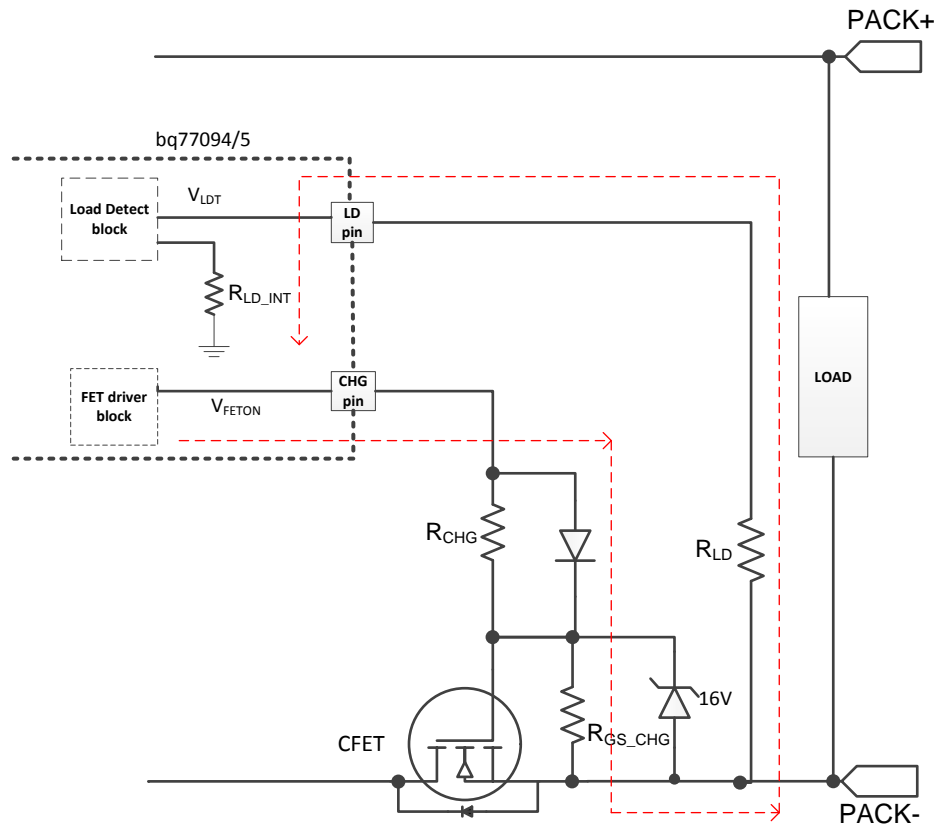 PACK+
bq77094/5
Load Detect
block
VLDT
LD
pin
RLD_INT
LOAD
FET driver
block
VFETON
CHG
pin
RCHG
RLD
16V
RGS_CHG
CFET
PACK-